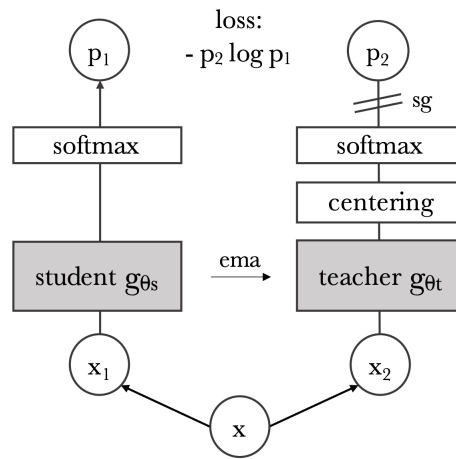 loss:
- p₂ log p₁
p₁
p₂
sg
softmax
softmax
centering
student gθs
ema
teacher gθt
x₁
x₂
x